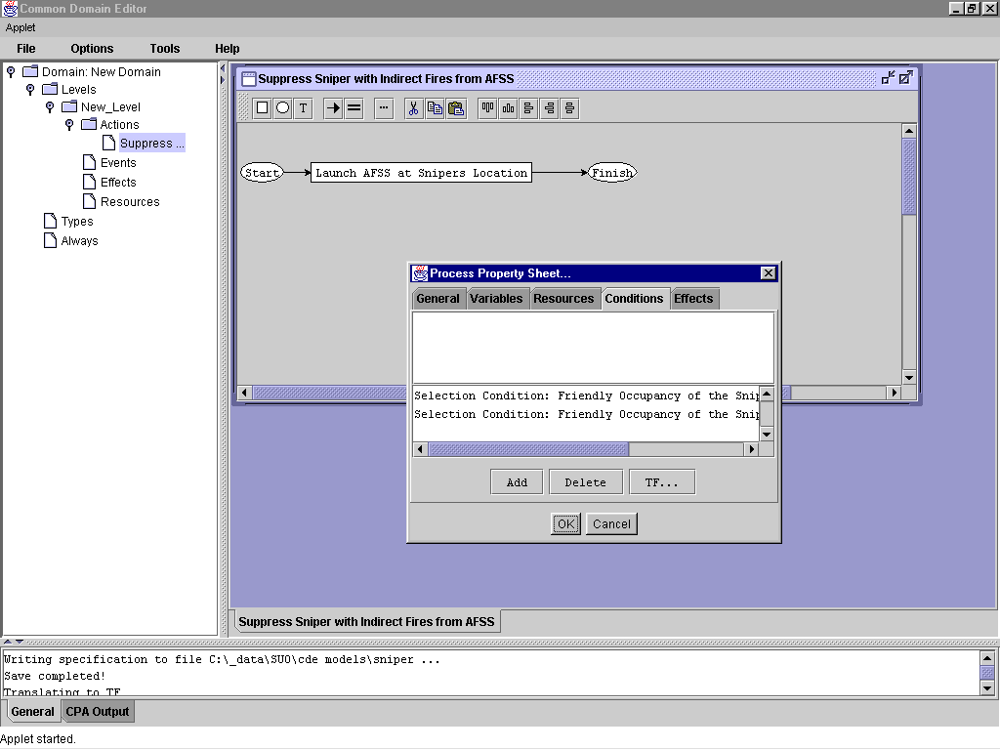 Common Domain Editor
Applet
File Options Tools Help
Domain: New Domain
Levels
New_Level
Actions
Suppress ...
Events
Effects
Resources
Types
Always
Suppress Sniper with Indirect Fires from AFSS
T
Start
Launch AFSS at Snipers Location
Finish
Process Property Sheet...
General Variables Resources Conditions Effects
Selection Condition: Friendly Occupancy of the Snip
Selection Condition: Friendly Occupancy of the Snip
Add Delete TF...
OK Cancel
Suppress Sniper with Indirect Fires from AFSS
Writing specification to file C:\_data\SUO\cde models\sniper ...
Save completed!
Translating to TF
General CPA Output
Applet started.